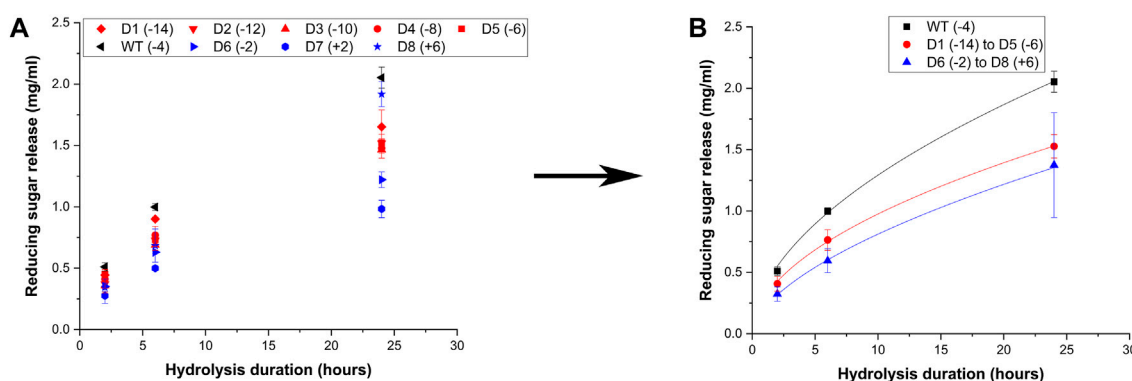 A
D1 (-14) D2 (-12) D3 (-10) D4 (-8) D5 (-6)
WT (-4) D6 (-2) D7 (+2) D8 (+6)
Reducing sugar release (mg/ml)
2.5
2.0
1.5
1.0
0.5
0.0
0 5 10 15 20 25 30
Hydrolysis duration (hours)
B
WT (-4)
D1 (-14) to D5 (-6)
D6 (-2) to D8 (+6)
Reducing sugar release (mg/ml)
2.5
2.0
1.5
1.0
0.5
0.0
0 5 10 15 20 25 30
Hydrolysis duration (hours)